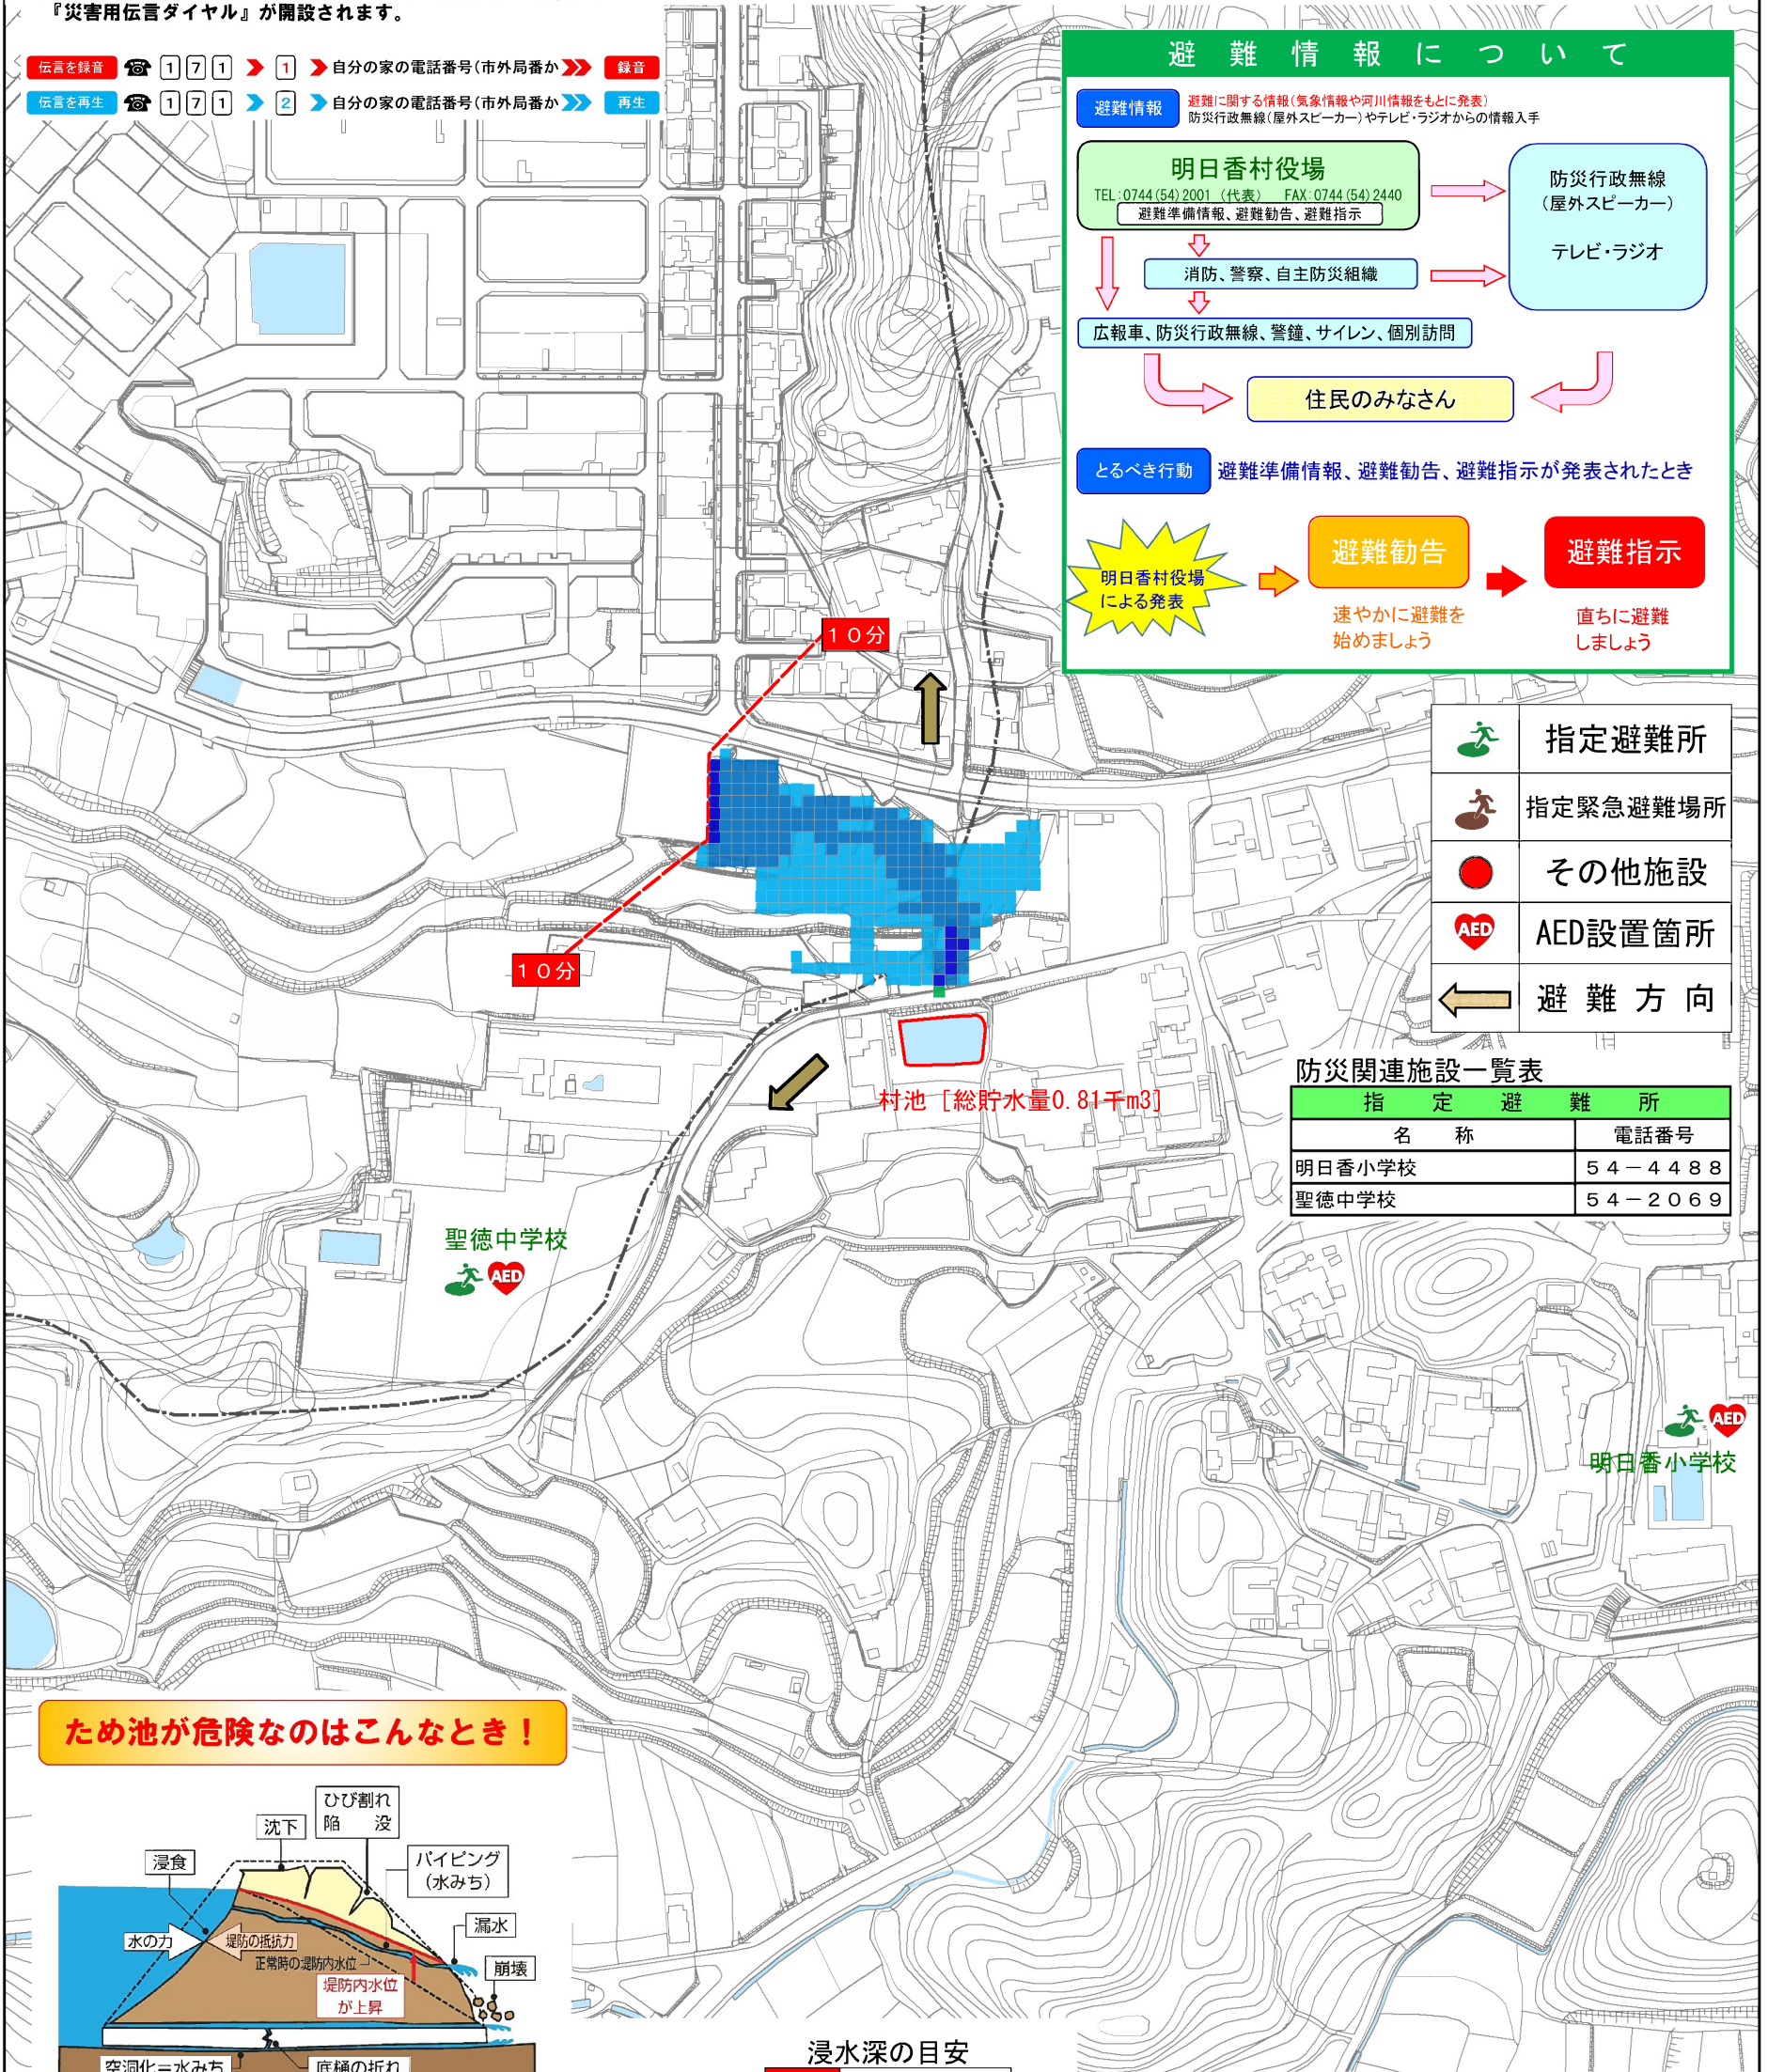 『災害用伝言ダイヤル』が開設されます。
伝言を録音 ☎ 1 7 1 1 自分の家の電話番号(市外局番か 録音
伝言を再生 ☎ 1 7 1 2 自分の家の電話番号(市外局番か 再生
避難情報について
避難情報 避難に関する情報(気象情報や河川情報をもとに発表)
防災行政無線(屋外スピーカー)やテレビ・ラジオからの情報入手
明日香村役場
TEL:0744(54)2001 (代表) FAX:0744(54)2440
避難準備情報、避難勧告、避難指示
防災行政無線
(屋外スピーカー)
テレビ・ラジオ
消防、警察、自主防災組織
広報車、防災行政無線、警鐘、サイレン、個別訪問
住民のみなさん
とるべき行動 避難準備情報、避難勧告、避難指示が発表されたとき
明日香村役場
による発表
避難勧告
避難指示
速やかに避難を
始めましょう
直ちに避難
しましょう
10分
10分
指定避難所
指定緊急避難場所
その他施設
AED AED設置箇所
避難方向
村池 [総貯水量0.81千m3]
防災関連施設一覧表
指定避難所
名称 電話番号
明日香小学校 54-4488
聖徳中学校 54-2069
聖徳中学校
AED
AED
明日香小学校
ため池が危険なのはこんなとき!
ひび割れ
陥没
沈下
浸食
パイピング
(水みち)
漏水
水の力
堤防の抵抗力
正常時の堤防内水位
堤防内水位
が上昇
崩壊
空洞化=水みち
底樋の折れ
浸水深の目安